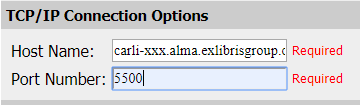 TCP/IP Connection Options
Host Name: carli-xxx.alma.exlibrisgroup.c Required
Port Number: 5500 Required